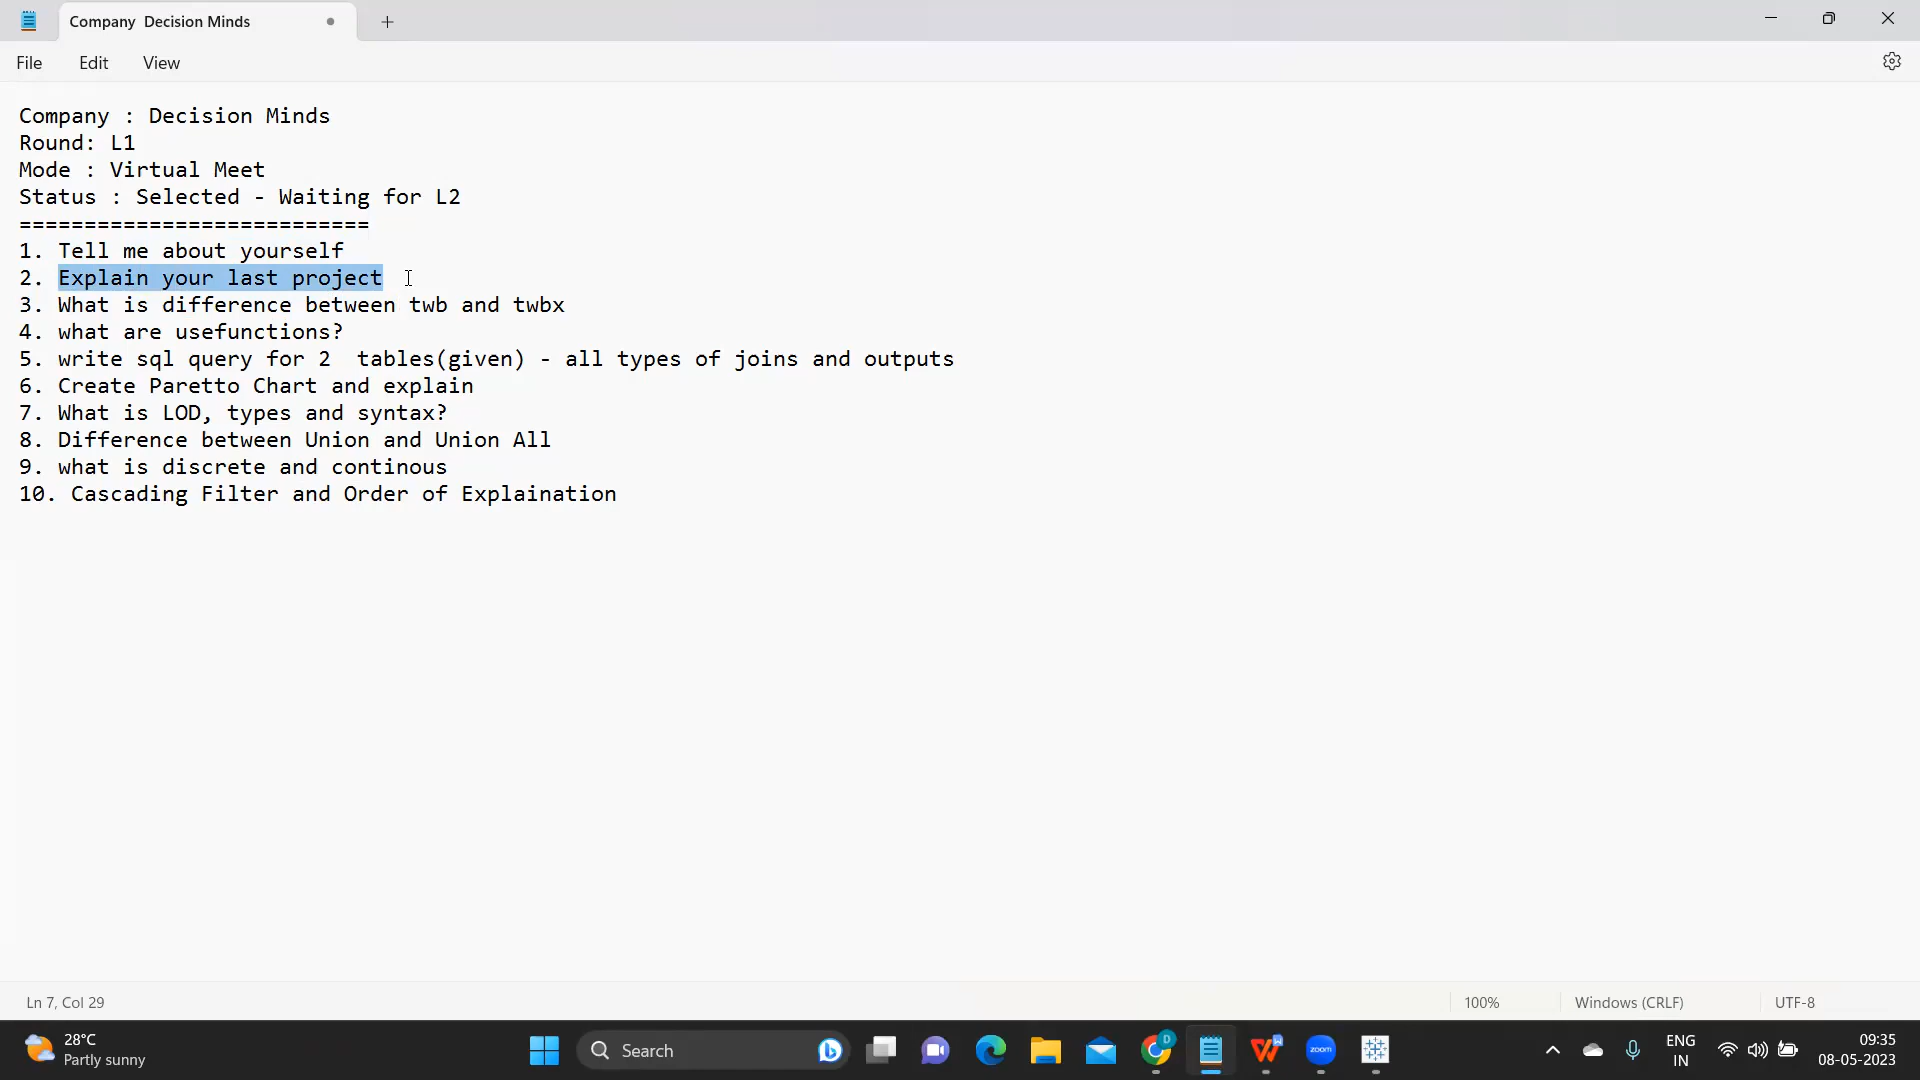 Company  Decision Minds
File Edit View
Company : Decision Minds
Round: L1
Mode : Virtual Meet
Status : Selected - Waiting for L2
===========================
1. Tell me about yourself
2. Explain your last project
3. What is difference between twb and twbx
4. what are usefunctions?
5. write sql query for 2  tables(given) - all types of joins and outputs
6. Create Paretto Chart and explain
7. What is LOD, types and syntax?
8. Difference between Union and Union All
9. what is discrete and continous
10. Cascading Filter and Order of Explaination
Ln 7, Col 29 100% Windows (CRLF) UTF-8
28°C
Partly sunny
Search
D
W
zoom
ENG
IN
09:35
08-05-2023